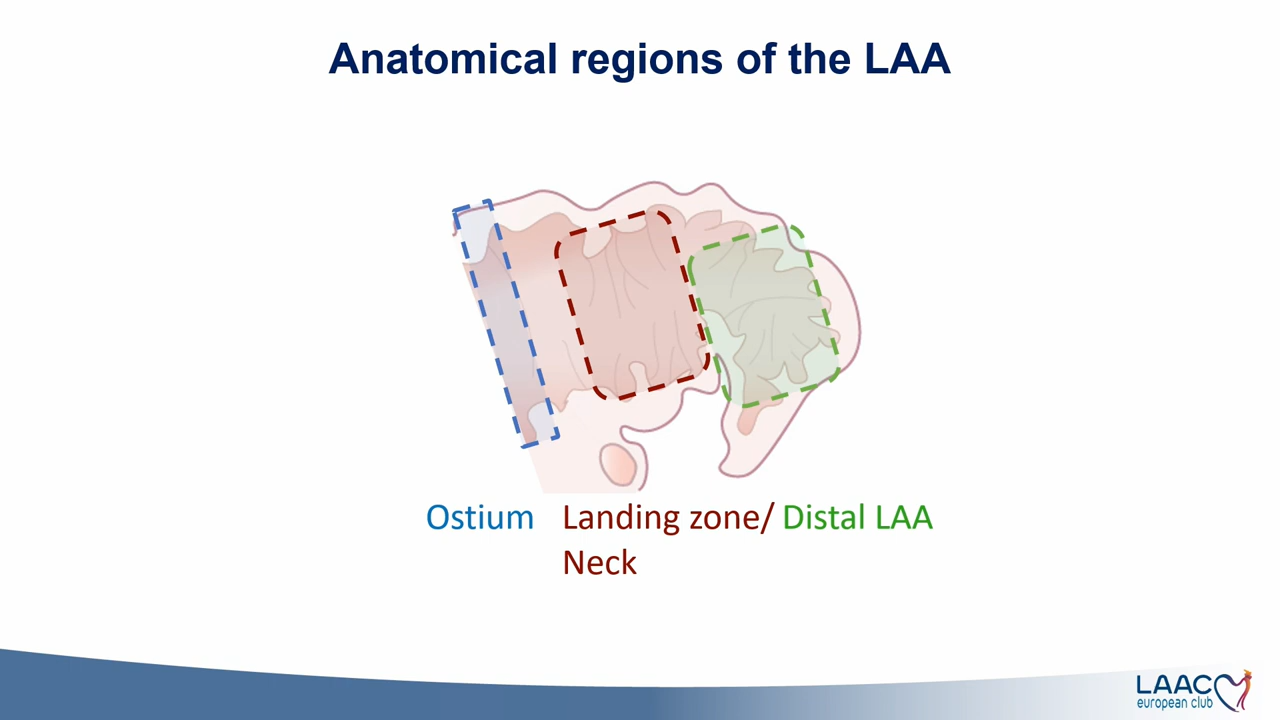 Anatomical regions of the LAA
Ostium
Landing zone/
Neck
Distal LAA
LAAC
european club